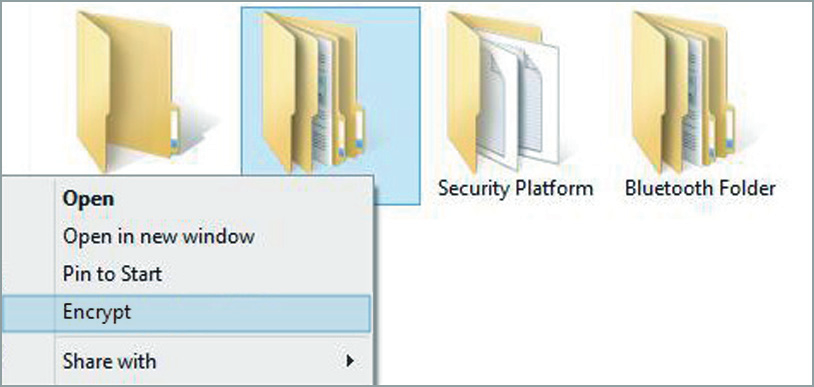 Security Platform
Bluetooth Folder
Open
Open in new window
Pin to Start
Encrypt
Share with